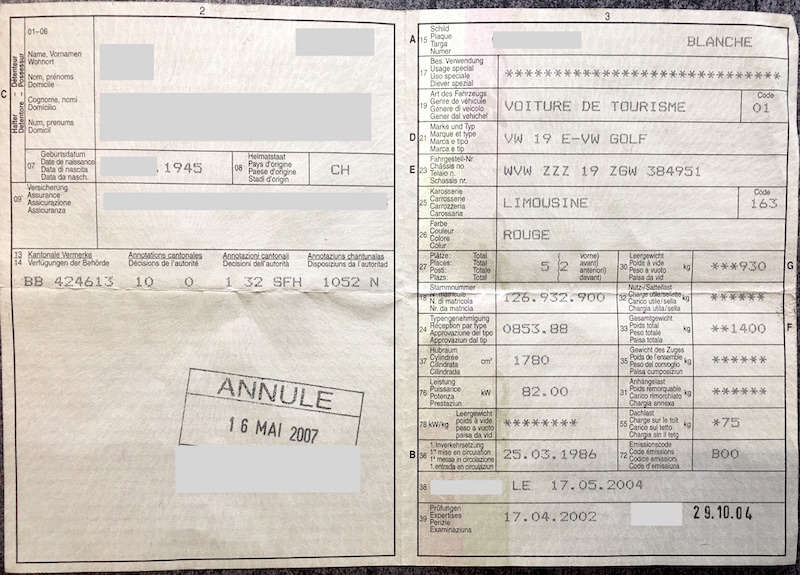 2
01–06
Name, Vornamen
Wohnort
Nom, prénoms
Domicile
Cognome, nomi
Domicilio
Num, prenums
Domicil
C
Halter – Détenteur
Detentore – Possessur
07
Geburtsdatum
Date de naissance
Data di nascita
Data da nasch.
.1945
08
Heimatstaat
Pays d'origine
Paese d'origine
Stadi d'origin
CH
09
Versicherung
Assurance
Assicurazione
Assicuranza
13
14
Kantonale Vermerke
Verfügungen der Behörde
Annotations cantonales
Décisions de l'autorité
Annotazioni cantonali
Decisioni dell'autorità
Annotaziuns chantunalas
Disposiziuns da l'autoritad
BB 424613 10 0 1 32 SFH 1052 N
ANNULE
16 MAI 2007
3
A 15
Schild
Plaque
Targa
Numer
BLANCHE
17
Bes. Verwendung
Usage spécial
Uso speciale
Diever spezial
****************************
19
Art des Fahrzeugs
Genre de véhicule
Genere di veicolo
Gener dal vehichel
VOITURE DE TOURISME
Code
01
D 21
Marke und Typ
Marque et type
Marca e tipo
Marca e tip
VW 19 E-VW GOLF
E 23
Fahrgestell-Nr.
Châssis no
Telaio n.
Schassis nr.
WVW ZZZ 19 ZGW 384951
25
Karosserie
Carrosserie
Carrozzeria
Carossaria
LIMOUSINE
Code
163
26
Farbe
Couleur
Colore
Colur
ROUGE
27
Plätze: Total
Places: Total
Posti: Totale
Plazs: Total
5 2
vorne)
avant)
anteriori)
davant)
30
Leergewicht
Poids à vide
Peso a vuoto
Paisa da vid
kg
***930
G
18
Stammnummer
N° matricule
N. di matricola
Nr. da matricla
126.932.900
32
Nutz-/Sattellast
Charge utile/sellette
Carico utile/sella
Chargia utila/sella
kg
******
24
Typengenehmigung
Réception par type
Approvazione del tipo
Approvaziun dal tip
0853.88
33
Gesamtgewicht
Poids total
Peso totale
Paisa totala
kg
**1400
F
37
Hubraum
Cylindrée
Cilindrata
Cilindrada
cm³
1780
35
Gewicht des Zuges
Poids de l'ensemble
Peso del convoglio
Paisa cumposiziun
kg
******
76
Leistung
Puissance
Potenza
Prestaziun
kW
82.00
31
Anhängelast
Poids remorquable
Carico rimorchiato
Chargia annexa
kg
******
78
kW/kg
Leergewicht
poids à vide
peso a vuoto
paisa da vid
********
55
Dachlast
Charge sur le toit
Carico sul tetto
Chargia sin il tetg
kg
*75
B 36
1. Inverkehrsetzung
1re mise en circulation
1a messa in circolazione
1. entrada en circulaziun
25.03.1986
72
Emissionscode
Code émissions
Codice emissioni
Code d'emissiuns
B00
38
LE 17.05.2004
39
Prüfungen
Expertises
Perizie
Examinaziuns
17.04.2002
29.10.04